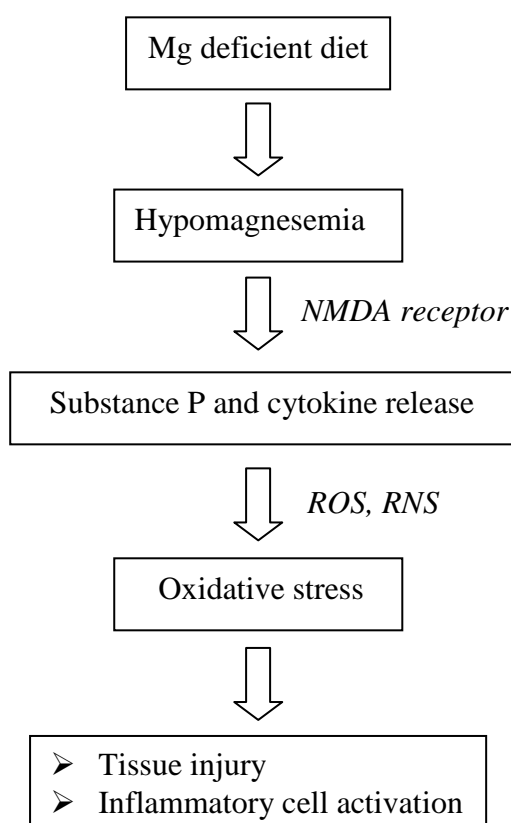 Mg deficient diet
Hypomagnesemia
NMDA receptor
Substance P and cytokine release
ROS, RNS
Oxidative stress
➢ Tissue injury
➢ Inflammatory cell activation